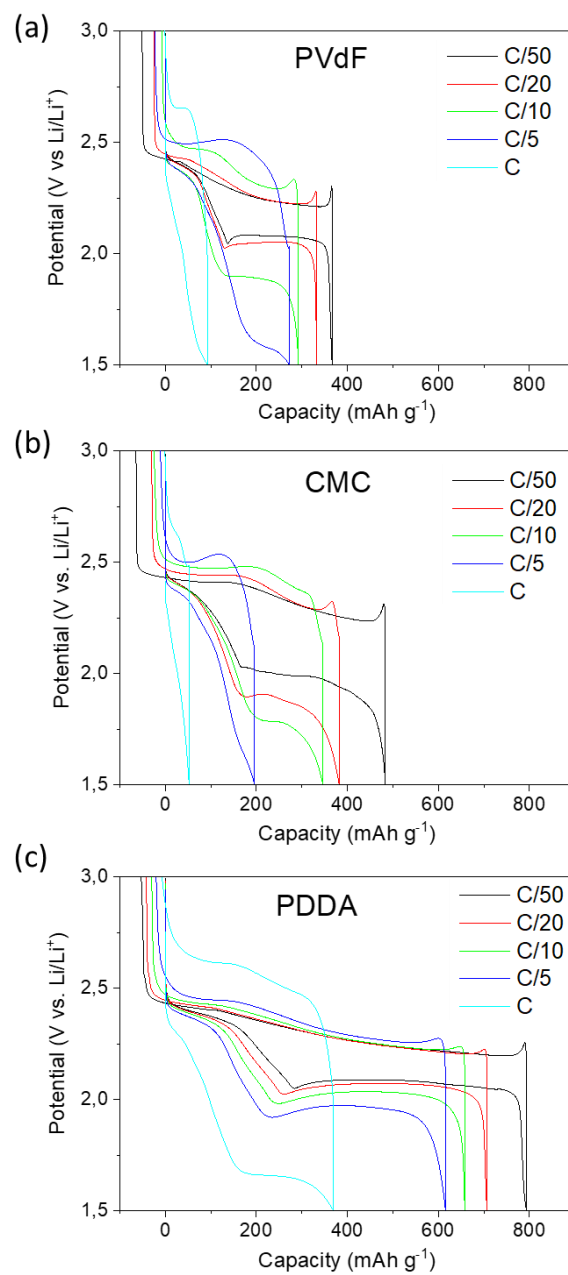 (a)
PVdF
C/50
C/20
C/10
C/5
C
Potential (V vs Li/Li⁺)
3,0
2,5
2,0
1,5
0 200 400 600 800
Capacity (mAh g⁻¹)
(b)
CMC
C/50
C/20
C/10
C/5
C
Potential (V vs. Li/Li⁺)
3,0
2,5
2,0
1,5
0 200 400 600 800
Capacity (mAh g⁻¹)
(c)
PDDA
C/50
C/20
C/10
C/5
C
Potential (V vs. Li/Li⁺)
3,0
2,5
2,0
1,5
0 200 400 600 800
Capacity (mAh g⁻¹)